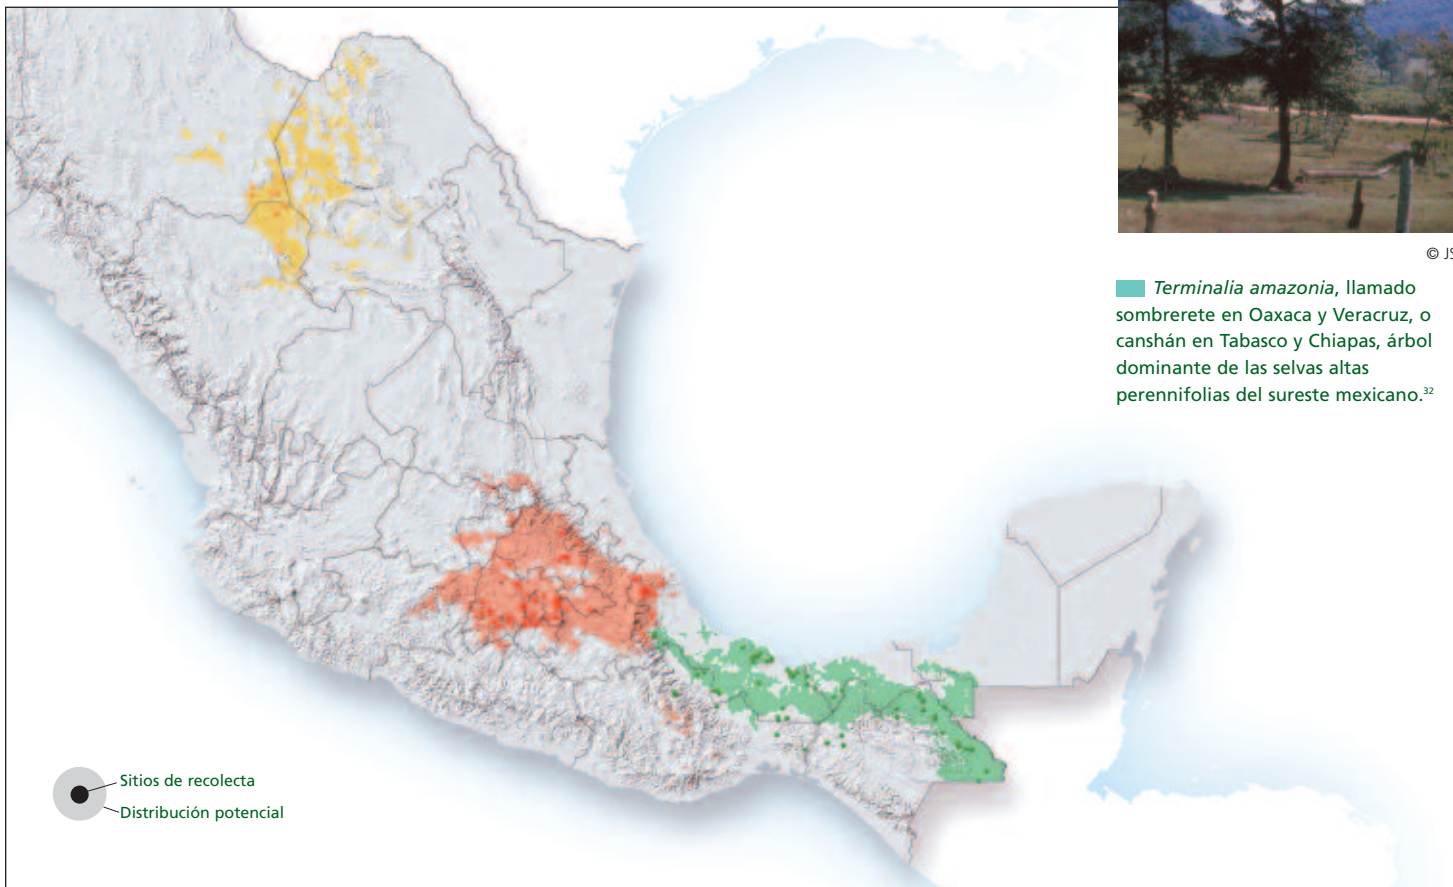 © JS
Terminalia amazonia, llamado
sombrerete en Oaxaca y Veracruz, o
canshán en Tabasco y Chiapas, árbol
dominante de las selvas altas
perennifolias del sureste mexicano.³²
Sitios de recolecta
Distribución potencial